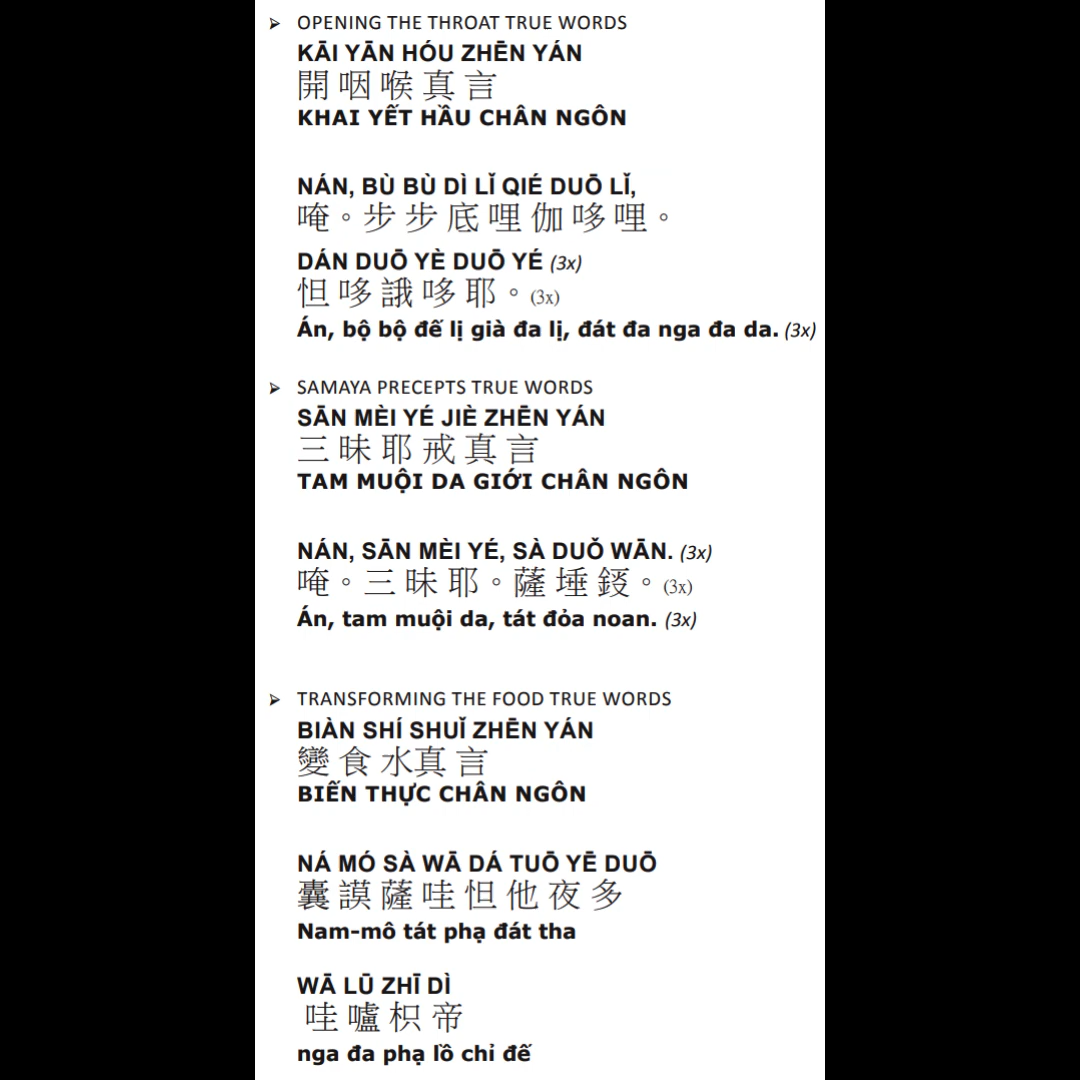 ➢ OPENING THE THROAT TRUE WORDS
KĀI YĀN HÓU ZHĒN YÁN
開 咽 喉 真 言
KHAI YẾT HẦU CHÂN NGÔN
NÁN, BÙ BÙ DÌ LǏ QIÉ DUŌ LǏ,
唵。步 步 底 哩 伽 哆 哩。
DÁN DUŌ YÈ DUŌ YÉ (3x)
怛 哆 誐 哆 耶。(3x)
Án, bộ bộ đế lị già đa lị, đát đa nga đa da. (3x)
➢ SAMAYA PRECEPTS TRUE WORDS
SĀN MÈI YÉ JIÈ ZHĒN YÁN
三 昧 耶 戒 真 言
TAM MUỘI DA GIỚI CHÂN NGÔN
NÁN, SĀN MÈI YÉ, SÀ DUǑ WĀN. (3x)
唵。三 昧 耶。薩 埵 鍐。(3x)
Án, tam muội da, tát đỏa noan. (3x)
➢ TRANSFORMING THE FOOD TRUE WORDS
BIÀN SHÍ SHUǏ ZHĒN YÁN
變 食 水真 言
BIẾN THỰC CHÂN NGÔN
NÁ MÓ SÀ WĀ DÁ TUŌ YĒ DUŌ
囊 謨 薩 哇 怛 他 夜 多
Nam-mô tát phạ đát tha
WĀ LŪ ZHĪ DÌ
哇 嚧 枳 帝
nga đa phạ lồ chỉ đế